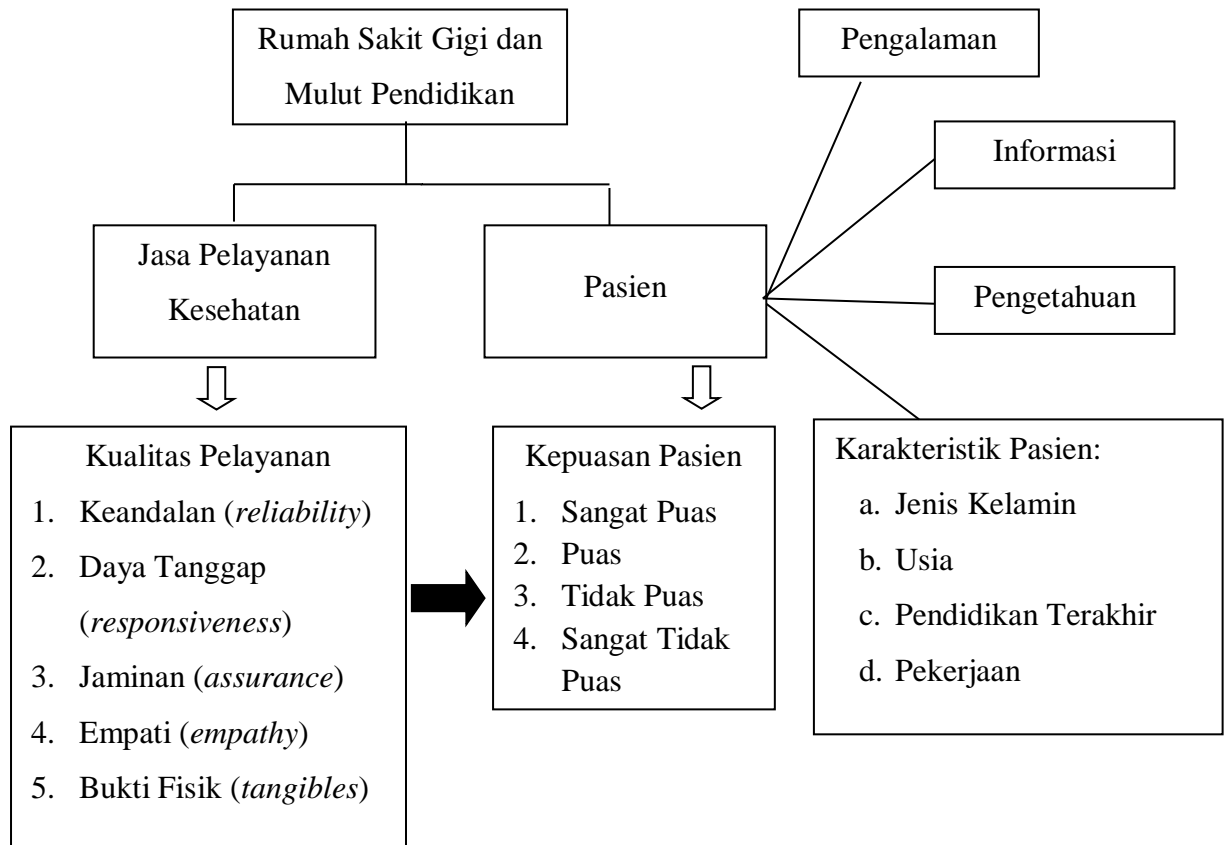 Rumah Sakit Gigi dan
Mulut Pendidikan
Pengalaman
Informasi
Pengetahuan
Jasa Pelayanan
Kesehatan
Pasien
Kualitas Pelayanan
1. Keandalan (reliability)
2. Daya Tanggap
(responsiveness)
3. Jaminan (assurance)
4. Empati (empathy)
5. Bukti Fisik (tangibles)
Kepuasan Pasien
1. Sangat Puas
2. Puas
3. Tidak Puas
4. Sangat Tidak
Puas
Karakteristik Pasien:
a. Jenis Kelamin
b. Usia
c. Pendidikan Terakhir
d. Pekerjaan